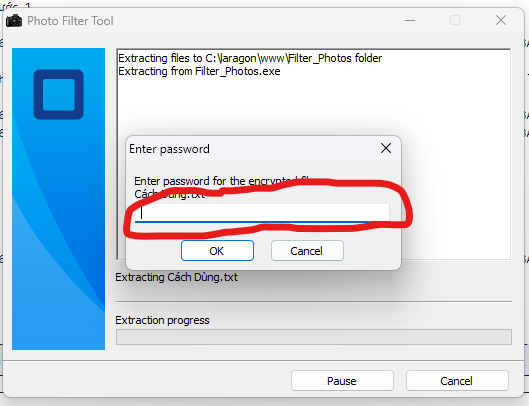 Photo Filter Tool
Extracting files to C:\laragon\www\Filter_Photos folder
Extracting from Filter_Photos.exe
Enter password
Enter password for the encrypted
Cách Dùng.txt
OK
Cancel
Extracting Cách Dùng.txt
Extraction progress
Pause
Cancel